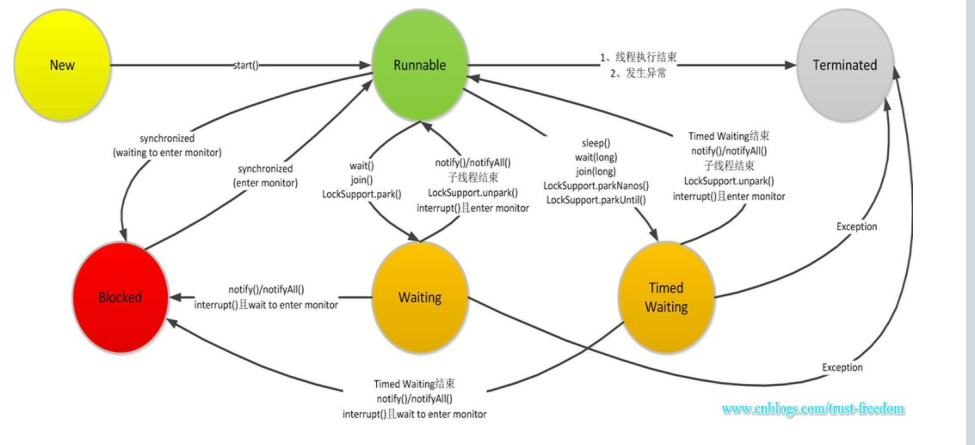 New
start()
Runnable
1、线程执行结束
2、发生异常
Terminated
synchronized
(waiting to enter monitor)
synchronized
(enter monitor)
wait()
join()
LockSupport.park()
notify()/notifyAll()
子线程结束
LockSupport.unpark()
interrupt()且enter monitor
sleep()
wait(long)
join(long)
LockSupport.parkNanos()
LockSupport.parkUntil()
Timed Waiting结束
notify()/notifyAll()
子线程结束
LockSupport.unpark()
interrupt()且enter monitor
Exception
Blocked
notify()/notifyAll()
interrupt()且wait to enter monitor
Waiting
Timed
Waiting
Exception
Timed Waiting结束
notify()/notifyAll()
interrupt()且wait to enter monitor
www.cnblogs.com/trust-freedom